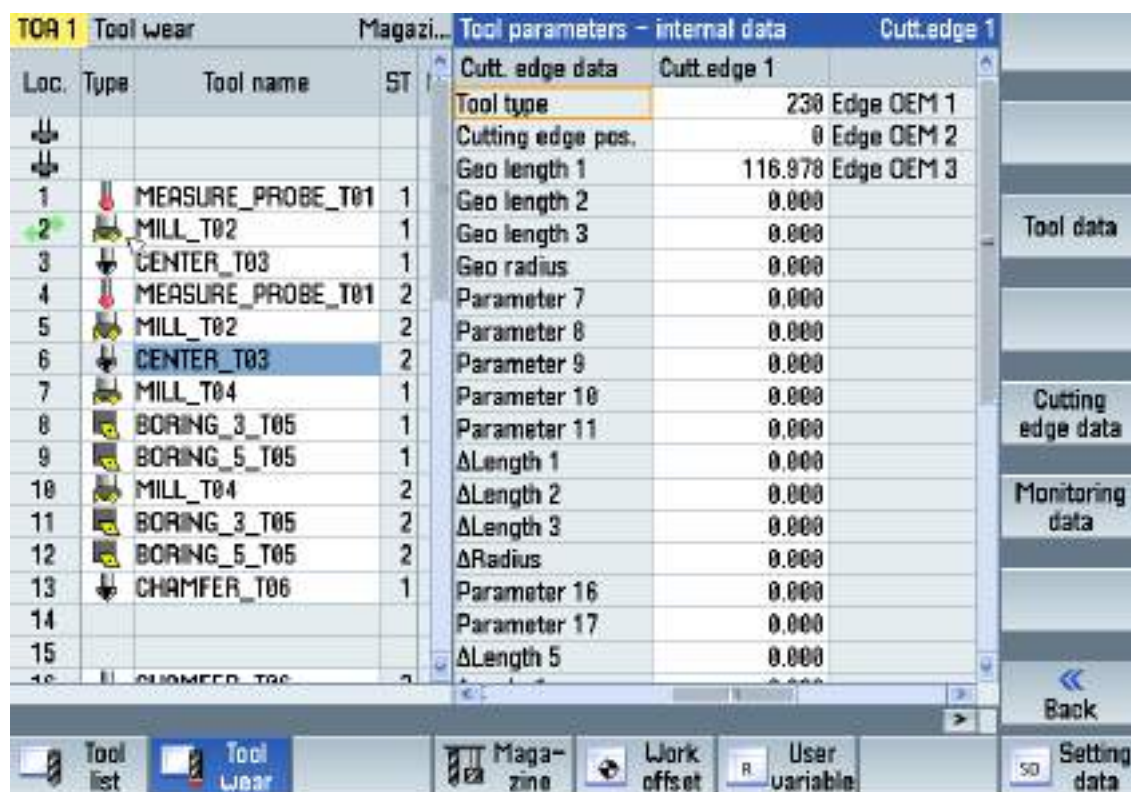 TOA 1 Tool wear Magazi... Tool parameters – internal data Cutt.edge 1
Loc. Type Tool name ST
Cutt. edge data Cutt.edge 1
Tool type 230 Edge OEM 1
Cutting edge pos. 0 Edge OEM 2
Geo length 1 116.978 Edge OEM 3
1 MEASURE_PROBE_T01 1 Geo length 2 0.000
2 MILL_T02 1 Geo length 3 0.000
3 CENTER_T03 1 Geo radius 0.000
4 MEASURE_PROBE_T01 2 Parameter 7 0.000
5 MILL_T02 2 Parameter 8 0.000
6 CENTER_T03 2 Parameter 9 0.000
7 MILL_T04 1 Parameter 10 0.000
8 BORING_3_T05 1 Parameter 11 0.000
9 BORING_5_T05 1 ΔLength 1 0.000
10 MILL_T04 2 ΔLength 2 0.000
11 BORING_3_T05 2 ΔLength 3 0.000
12 BORING_5_T05 2 ΔRadius 0.000
13 CHAMFER_T06 1 Parameter 16 0.000
14 Parameter 17 0.000
15 ΔLength 5 0.000
Tool data
Cutting
edge data
Monitoring
data
«
Back
>
Tool
list
Tool
wear
Maga-
zine
Work
offset
R User
variable
SD Setting
data